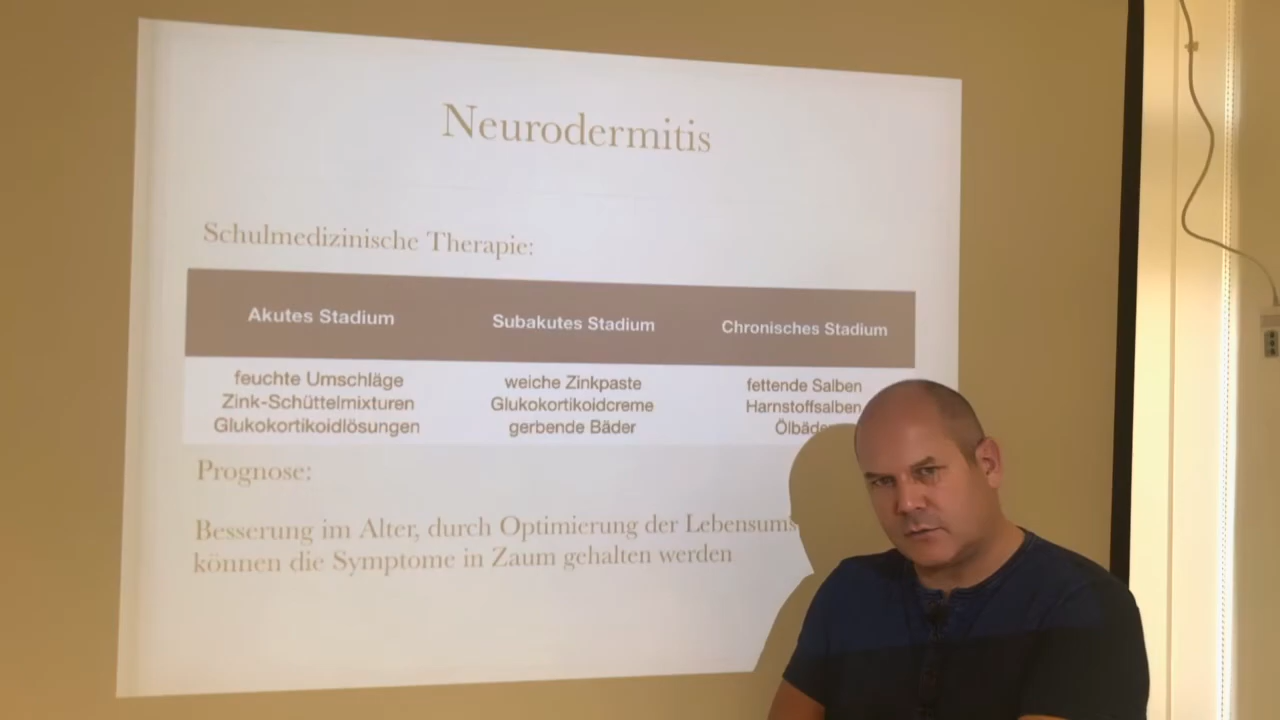 Neurodermitis
Schulmedizinische Therapie:
Akutes Stadium Subakutes Stadium Chronisches Stadium
feuchte Umschläge weiche Zinkpaste fettende Salben
Zink-Schüttelmixturen Glukokortikoidcreme Harnstoffsalben
Glukokortikoidlösungen gerbende Bäder
Prognose:
Besserung im Alter, durch Optimierung der
können die Symptome in Zaum gehalten werden